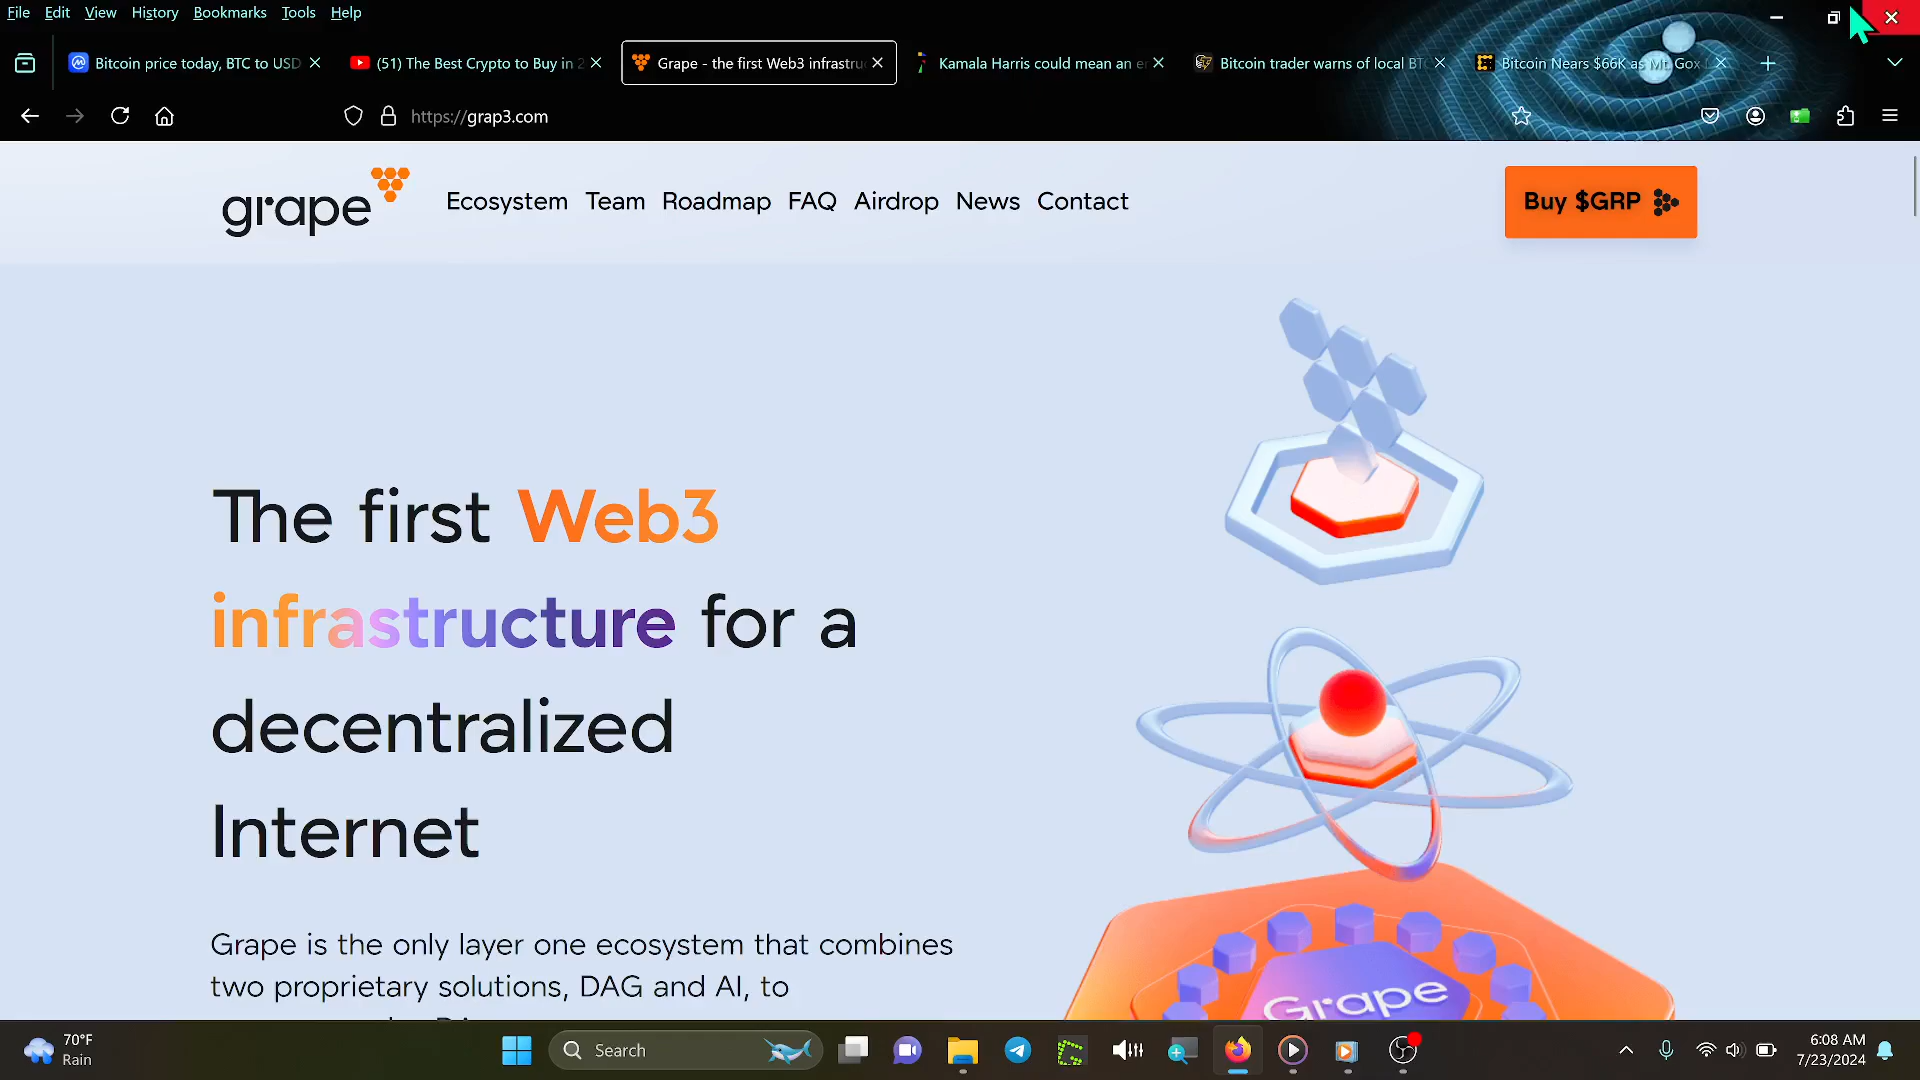 File Edit View History Bookmarks Tools Help
Bitcoin price today, BTC to USD
(51) The Best Crypto to Buy in 2
Grape - the first Web3 infrastru
Kamala Harris could mean an er
Bitcoin trader warns of local BTC
Bitcoin Nears $66K as Mt. Gox
https://grap3.com
grape
Ecosystem Team Roadmap FAQ Airdrop News Contact
Buy $GRP
The first Web3
infrastructure for a
decentralized
Internet
Grape is the only layer one ecosystem that combines
two proprietary solutions, DAG and AI, to
Grape
70°F
Rain
Search
6:08 AM
7/23/2024